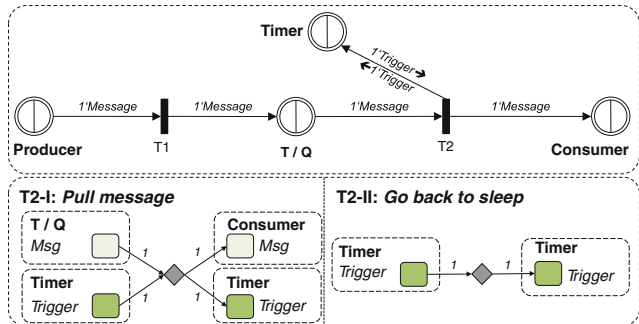 Timer
1'Trigger
1'Trigger
1'Message
1'Message
1'Message
1'Message
Producer
T1
T / Q
T2
Consumer
T2-I: Pull message
T2-II: Go back to sleep
T / Q
Msg
1
1
Consumer
Msg
Timer
Trigger
1
1
Timer
Trigger
Timer
Trigger
1
1
Timer
Trigger